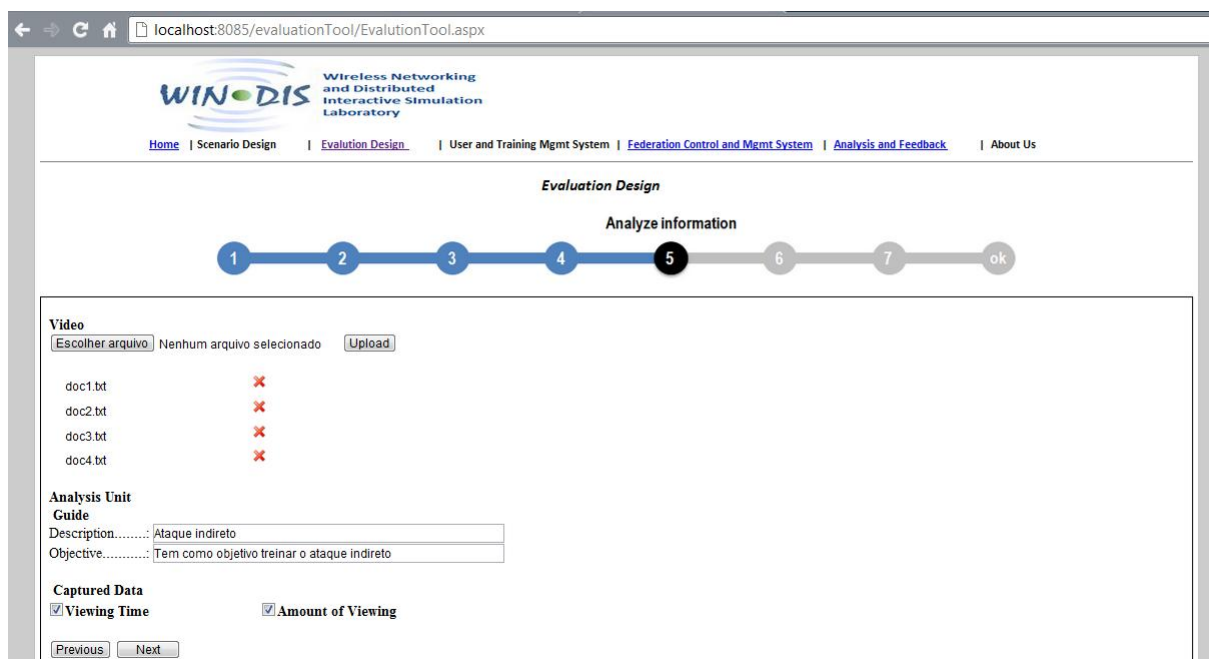 localhost:8085/evaluationTool/EvalutionTool.aspx
WIN DIS
WIreless Networking
and Distributed
Interactive SImulation
Laboratory
Home | Scenario Design | Evalution Design | User and Training Mgmt System | Federation Control and Mgmt System | Analysis and Feedback | About Us
Evaluation Design
Analyze information
1 2 3 4 5 6 7 ok
Video
Escolher arquivo Nenhum arquivo selecionado Upload
doc1.txt
doc2.txt
doc3.txt
doc4.txt
Analysis Unit
Guide
Description........: Ataque indireto
Objective...........: Tem como objetivo treinar o ataque indireto
Captured Data
Viewing Time Amount of Viewing
Previous Next